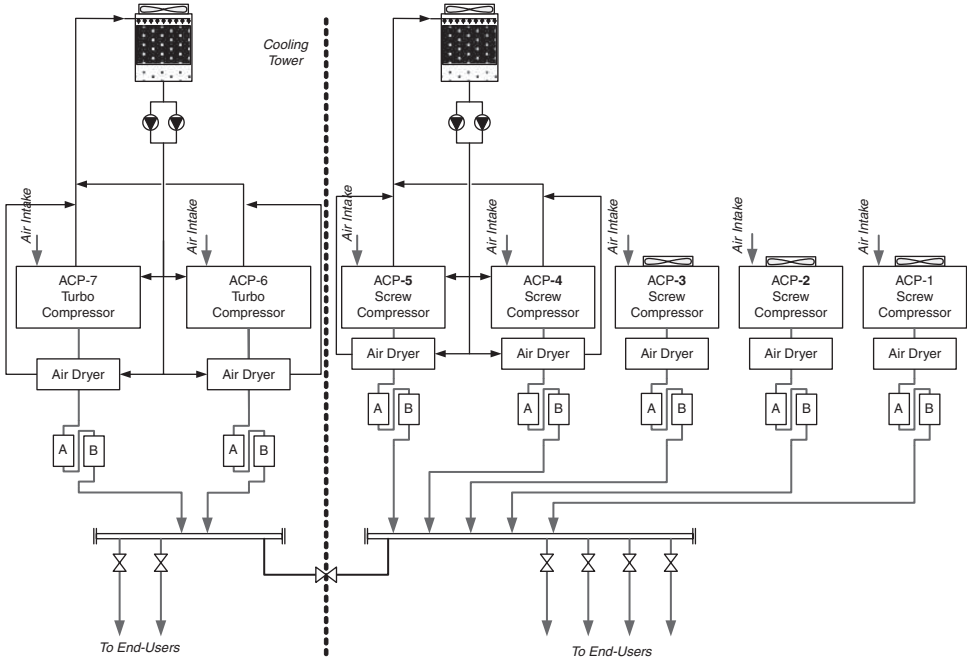 Cooling
Tower
Air Intake
Air Intake
Air Intake
Air Intake
Air Intake
Air Intake
Air Intake
ACP-7
Turbo
Compressor
ACP-6
Turbo
Compressor
ACP-5
Screw
Compressor
ACP-4
Screw
Compressor
ACP-3
Screw
Compressor
ACP-2
Screw
Compressor
ACP-1
Screw
Compressor
Air Dryer
Air Dryer
Air Dryer
Air Dryer
Air Dryer
Air Dryer
Air Dryer
A
B
A
B
A
B
A
B
A
B
A
B
A
B
To End-Users
To End-Users